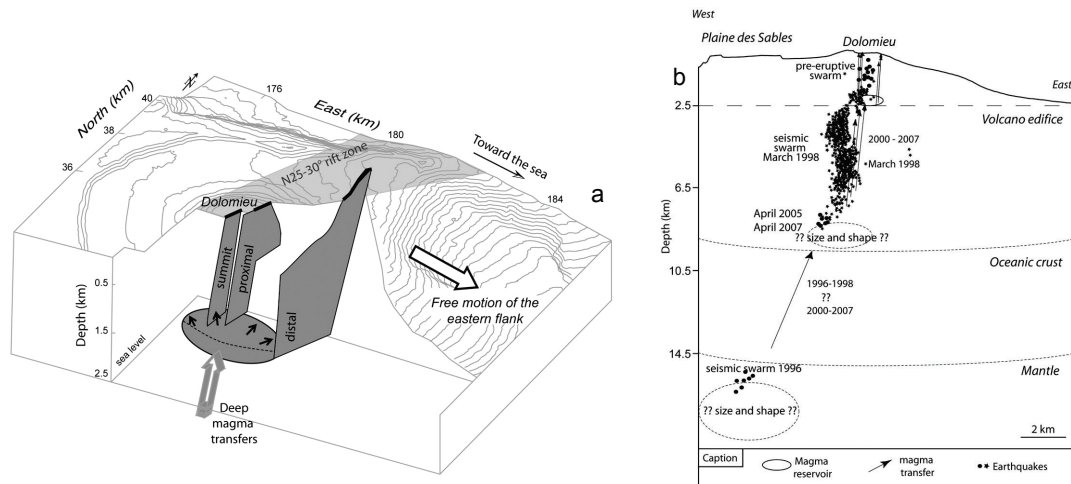 a
North (km)
40
38
36
176
East (km)
180
184
Toward the sea
N
N25-30° rift zone
Dolomieu
summit
proximal
distal
Depth (km)
0.5
1.5
2.5
sea level
Free motion of the
eastern flank
Deep
magma
transfers
b
West
Plaine des Sables
Dolomieu
East
pre-eruptive
swarm
2.5
Volcano edifice
seismic
swarm
March 1998
2000 - 2007
March 1998
6.5
Depth (km)
April 2005
April 2007
?? size and shape ??
Oceanic crust
10.5
1996-1998
??
2000-2007
14.5
seismic swarm 1996
Mantle
?? size and shape ??
2 km
Caption
Magma
reservoir
magma
transfer
Earthquakes